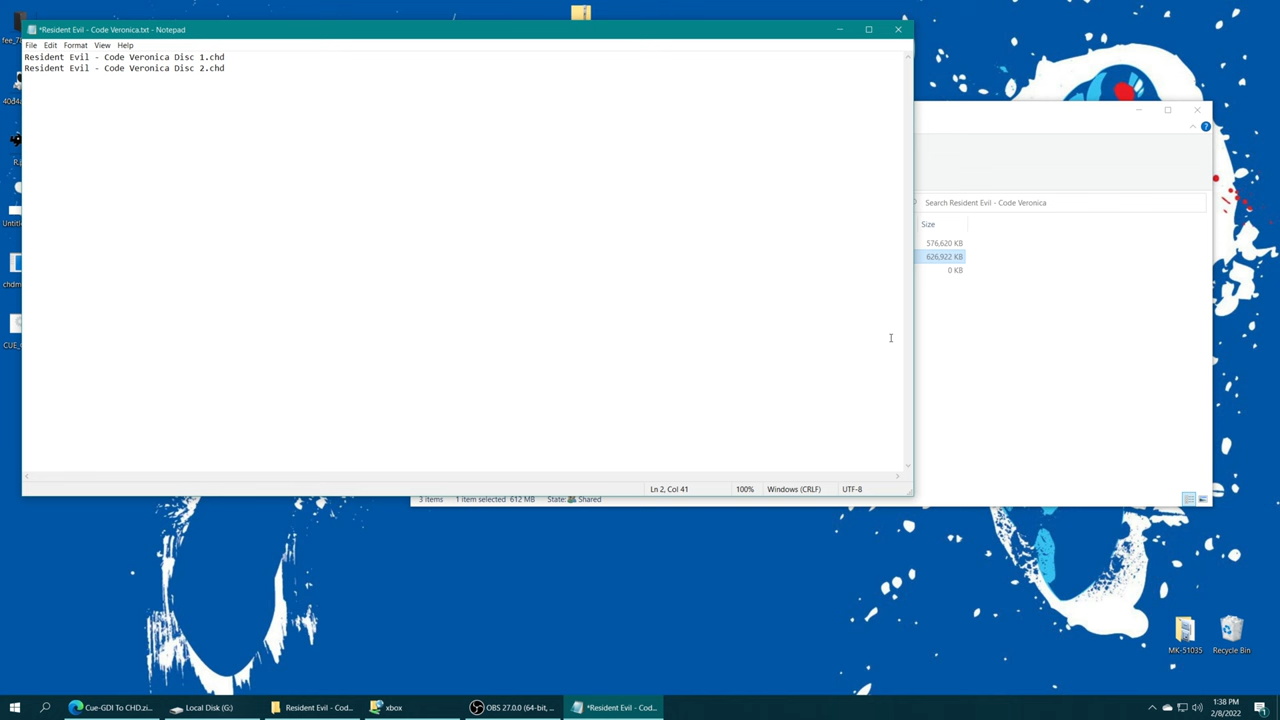 *Resident Evil - Code Veronica.txt - Notepad
File Edit Format View Help
Resident Evil - Code Veronica Disc 1.chd
Resident Evil - Code Veronica Disc 2.chd
Search Resident Evil - Code Veronica
Size
576,620 KB
626,922 KB
0 KB
Ln 2, Col 41 100% Windows (CRLF) UTF-8
3 items 1 item selected 612 MB State: Shared
MK-51035
Recycle Bin
Cue-GDI To CHD.zi...
Local Disk (G:)
Resident Evil - Cod...
xbox
OBS 27.0.0 (64-bit, ...
*Resident Evil - Cod...
1:38 PM
2/8/2022
1